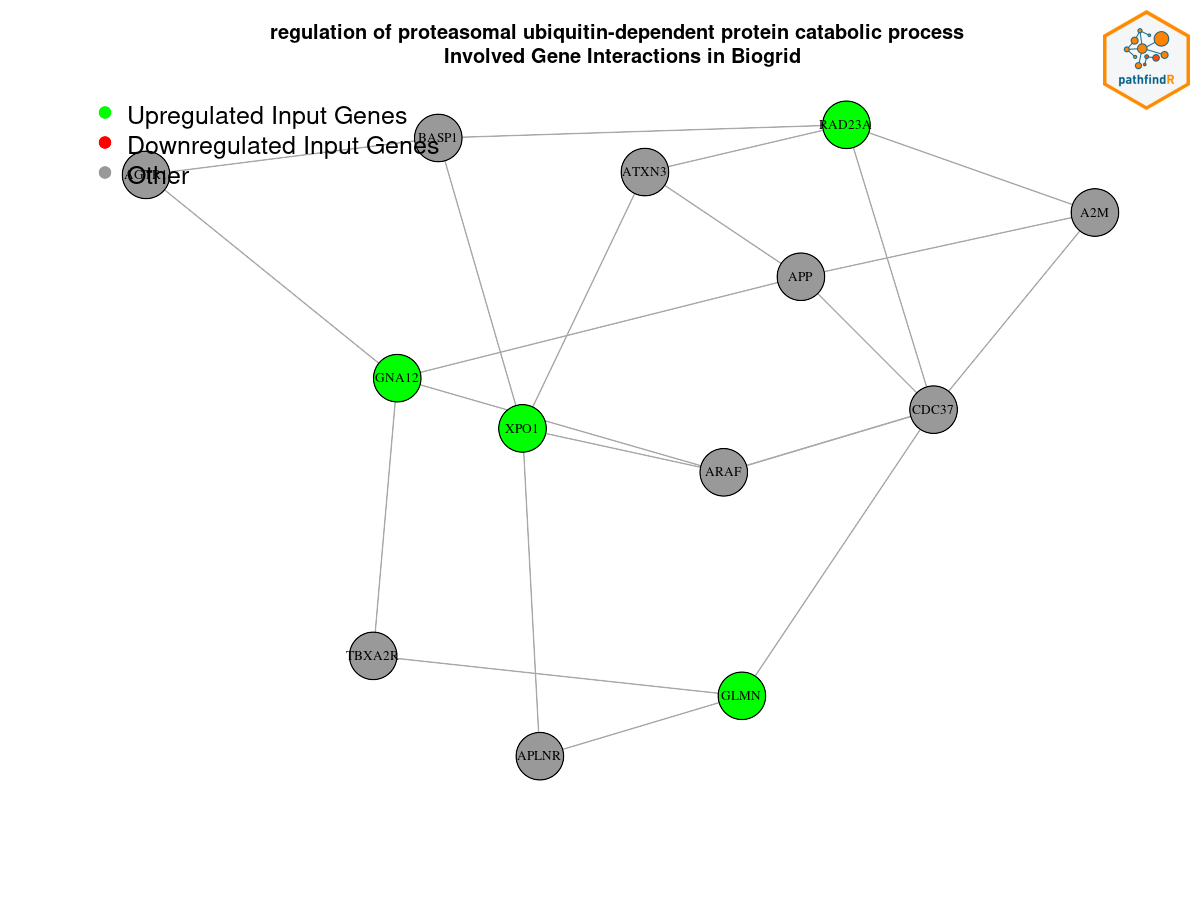 regulation of proteasomal ubiquitin-dependent protein catabolic process
Involved Gene Interactions in Biogrid
pathfindR
Upregulated Input Genes
Downregulated Input Genes
Other
BASP1
RAD23A
ATXN3
A2M
APP
GNA12
CDC37
XPO1
ARAF
TBXA2R
GLMN
APLNR